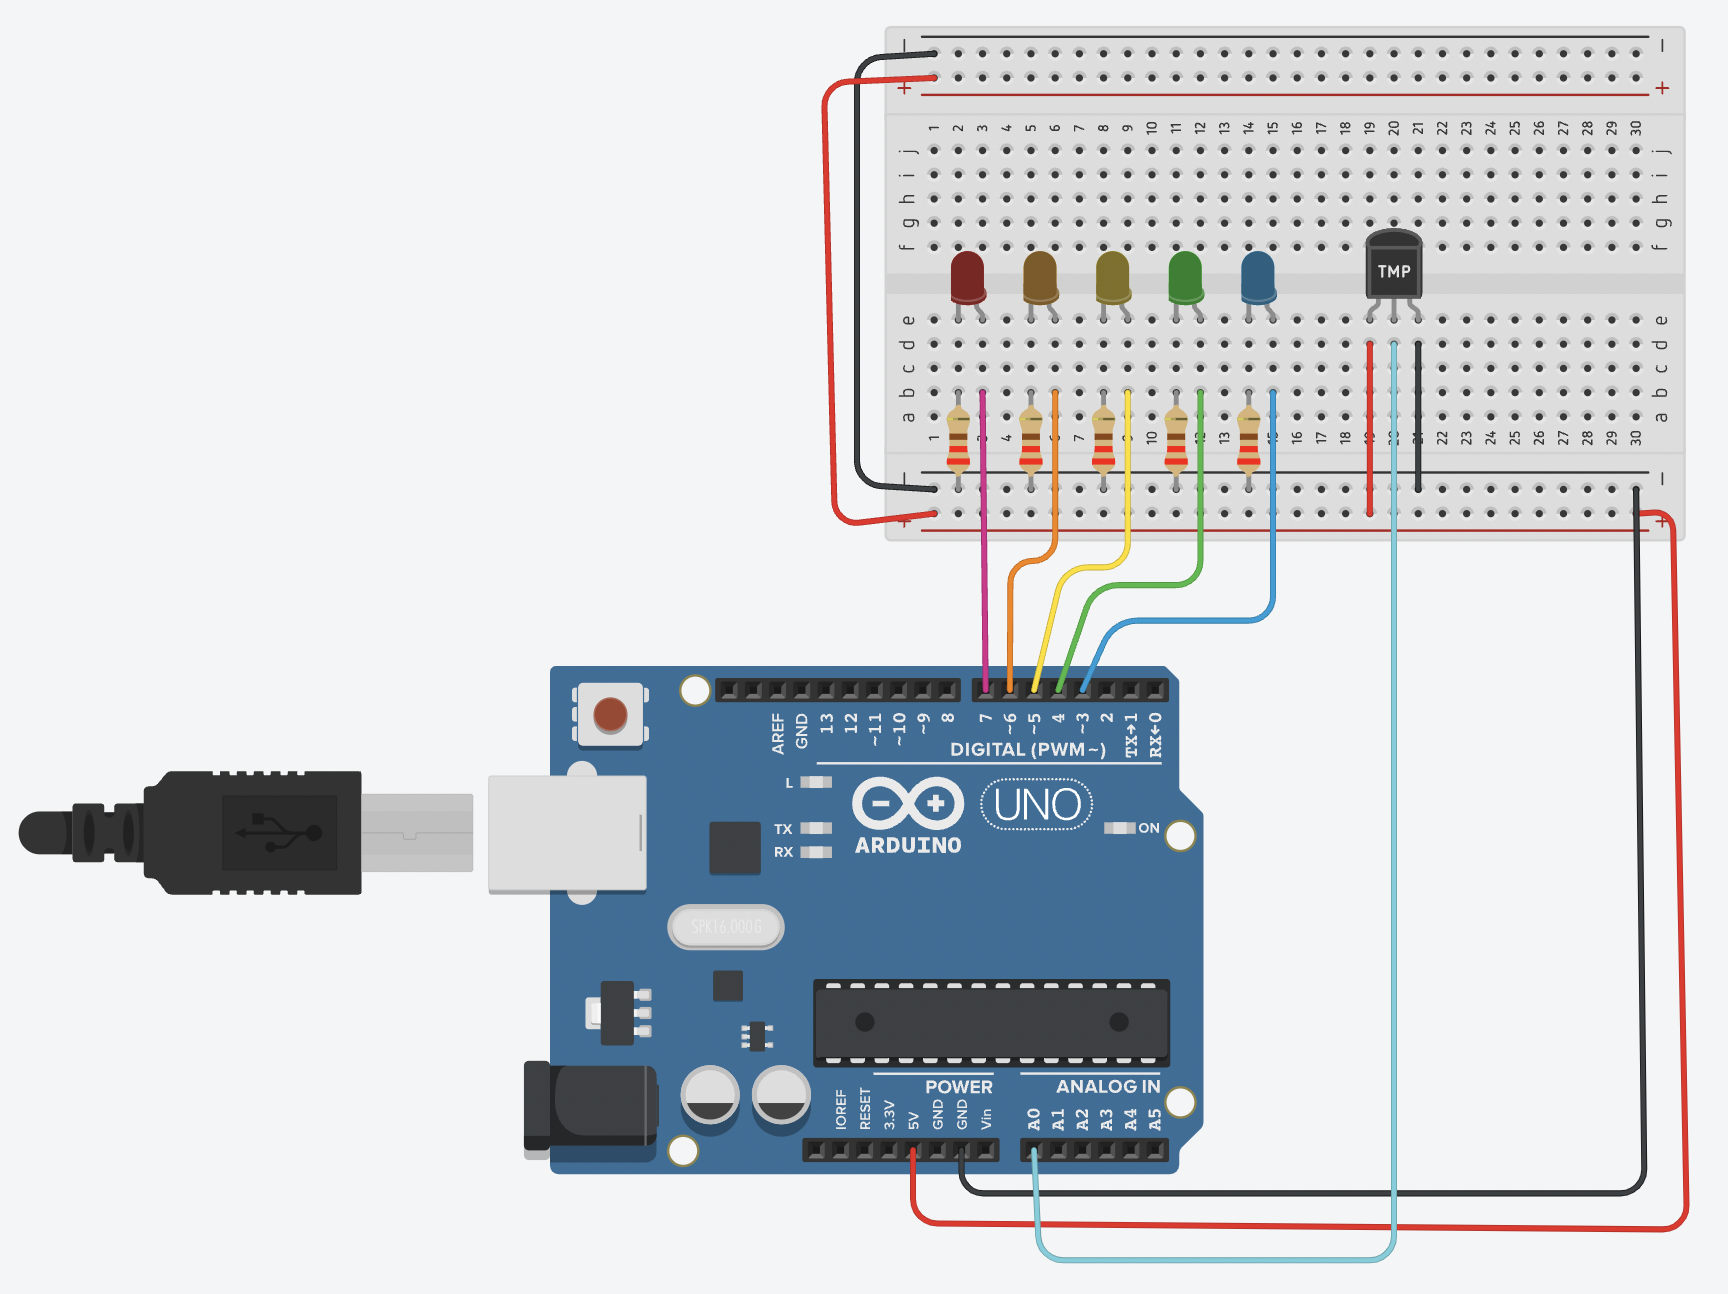 − −
+ +
1 2 3 4 5 6 7 8 9 10 11 12 13 14 15 16 17 18 19 20 21 22 23 24 25 26 27 28 29 30
j j
i i
h h
g g
f f
TMP
e e
d d
c c
b b
a a
1 4 7 10 13 16 17 18 19 20 21 22 23 24 25 26 27 28 29 30
− −
+ +
AREF GND 13 12 ~11 ~10 ~9 8 7 ~6 ~5 4 ~3 2 TX→1 RX←0
DIGITAL (PWM ~)
L
UNO
TX
ON
RX
ARDUINO
SPK16.000G
POWER ANALOG IN
IOREF RESET 3.3V 5V GND GND Vin A0 A1 A2 A3 A4 A5